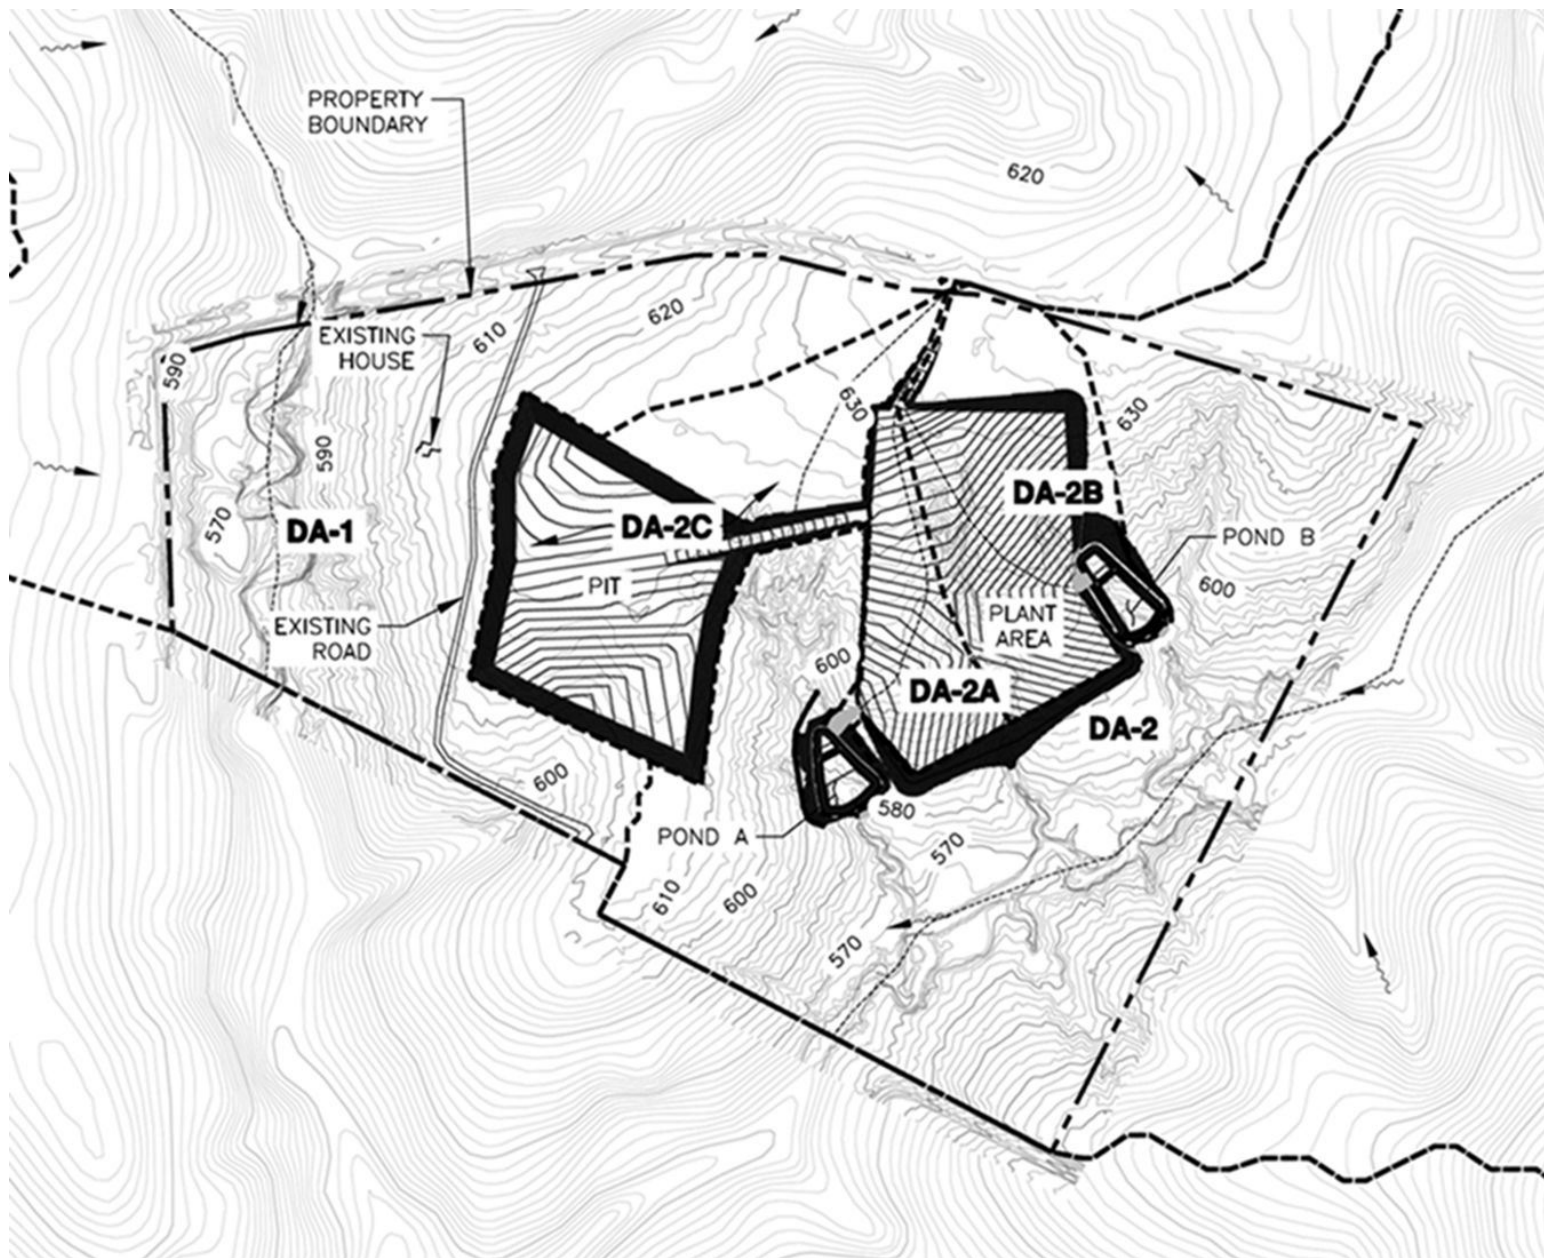 PROPERTY
BOUNDARY
620
620
610
EXISTING
HOUSE
590
630
630
590
DA-2B
570
DA-1
DA-2C
POND B
PIT
600
PLANT
AREA
EXISTING
ROAD
600
DA-2A
DA-2
600
580
POND A
570
610
600
570